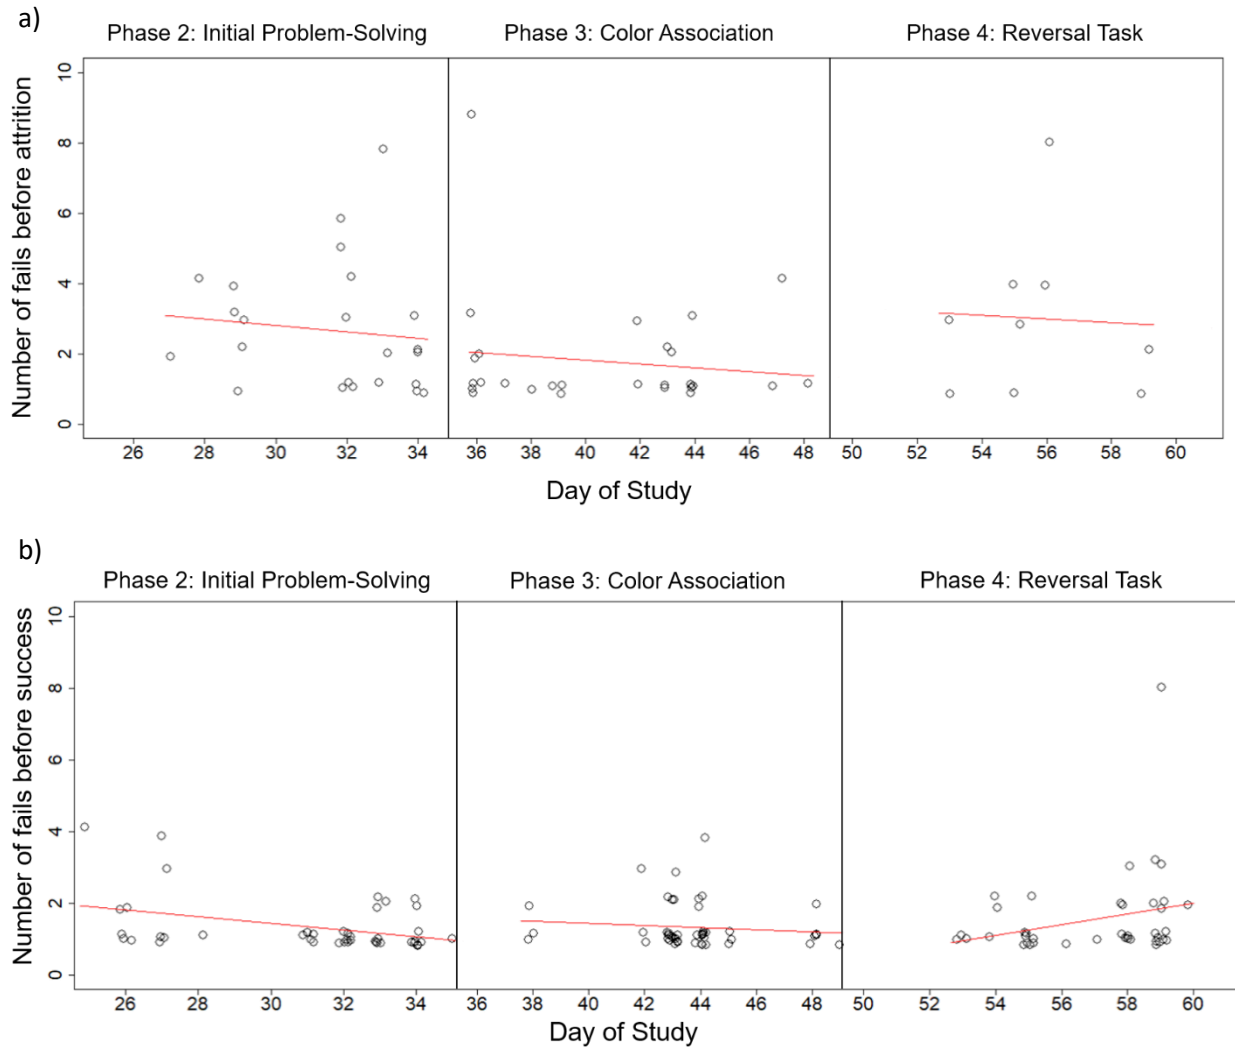 a)
Phase 2: Initial Problem-Solving
Phase 3: Color Association
Phase 4: Reversal Task
Number of fails before attrition
10
8
6
4
2
0
26 28 30 32 34
36 38 40 42 44 46 48
50 52 54 56 58 60
Day of Study
b)
Phase 2: Initial Problem-Solving
Phase 3: Color Association
Phase 4: Reversal Task
Number of fails before success
10
8
6
4
2
0
26 28 30 32 34
36 38 40 42 44 46 48
50 52 54 56 58 60
Day of Study